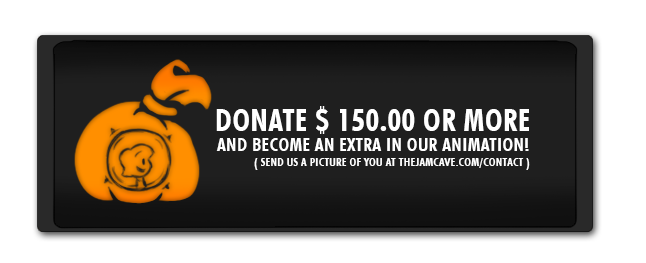 DONATE $ 150.00 OR MORE
AND BECOME AN EXTRA IN OUR ANIMATION!
( SEND US A PICTURE OF YOU AT THEJAMCAVE.COM/CONTACT )